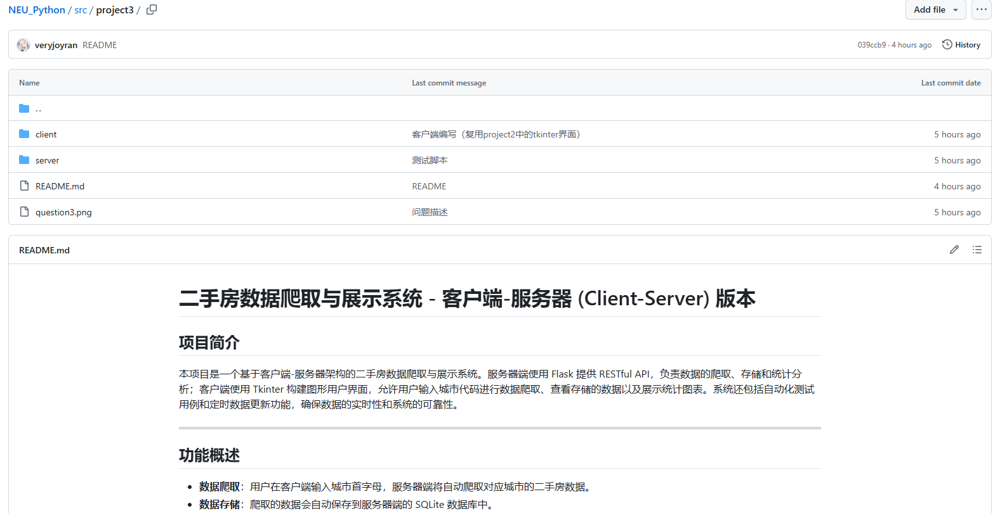 NEU_Python / src / project3 /
Add file
veryjoyran README
039ccb9 · 4 hours ago
History
Name Last commit message Last commit date
..
client 客户端编写（复用project2中的tkinter界面） 5 hours ago
server 测试脚本 5 hours ago
README.md README 4 hours ago
question3.png 问题描述 5 hours ago
README.md
二手房数据爬取与展示系统 - 客户端-服务器 (Client-Server) 版本
项目简介
本项目是一个基于客户端-服务器架构的二手房数据爬取与展示系统。服务器端使用 Flask 提供 RESTful API，负责数据的爬取、存储和统计分
析；客户端使用 Tkinter 构建图形用户界面，允许用户输入城市代码进行数据爬取、查看存储的数据以及展示统计图表。系统还包括自动化测试
用例和定时数据更新功能，确保数据的实时性和系统的可靠性。
功能概述
• 数据爬取：用户在客户端输入城市首字母，服务器端将自动爬取对应城市的二手房数据。
• 数据存储：爬取的数据会自动保存到服务器端的 SQLite 数据库中。